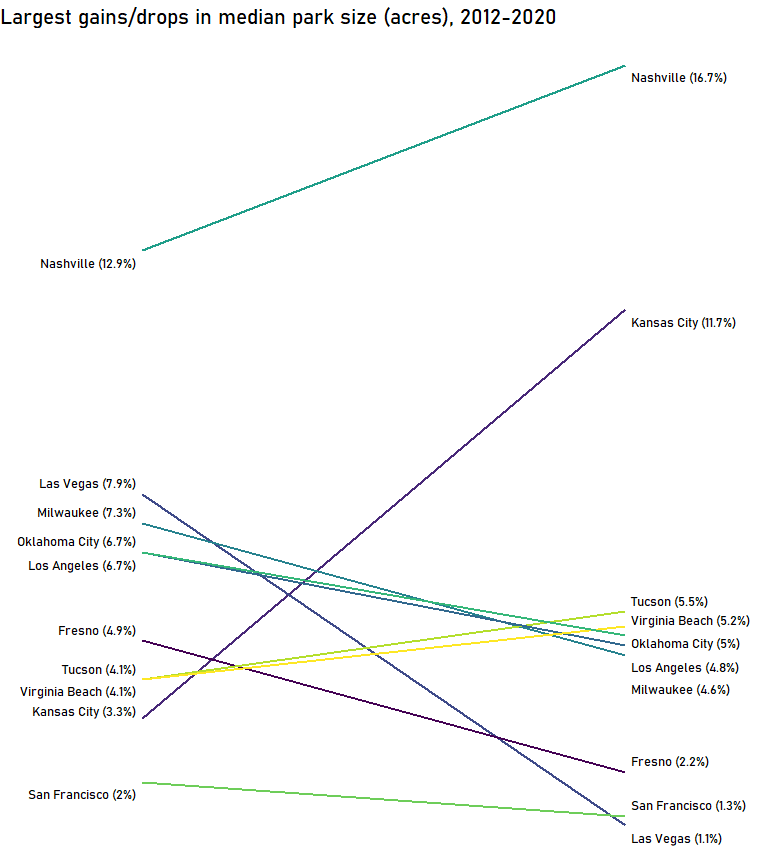 Largest gains/drops in median park size (acres), 2012-2020
Nashville (16.7%)
Nashville (12.9%)
Kansas City (11.7%)
Las Vegas (7.9%)
Milwaukee (7.3%)
Oklahoma City (6.7%)
Los Angeles (6.7%)
Fresno (4.9%)
Tucson (4.1%)
Virginia Beach (4.1%)
Kansas City (3.3%)
San Francisco (2%)
Tucson (5.5%)
Virginia Beach (5.2%)
Oklahoma City (5%)
Los Angeles (4.8%)
Milwaukee (4.6%)
Fresno (2.2%)
San Francisco (1.3%)
Las Vegas (1.1%)